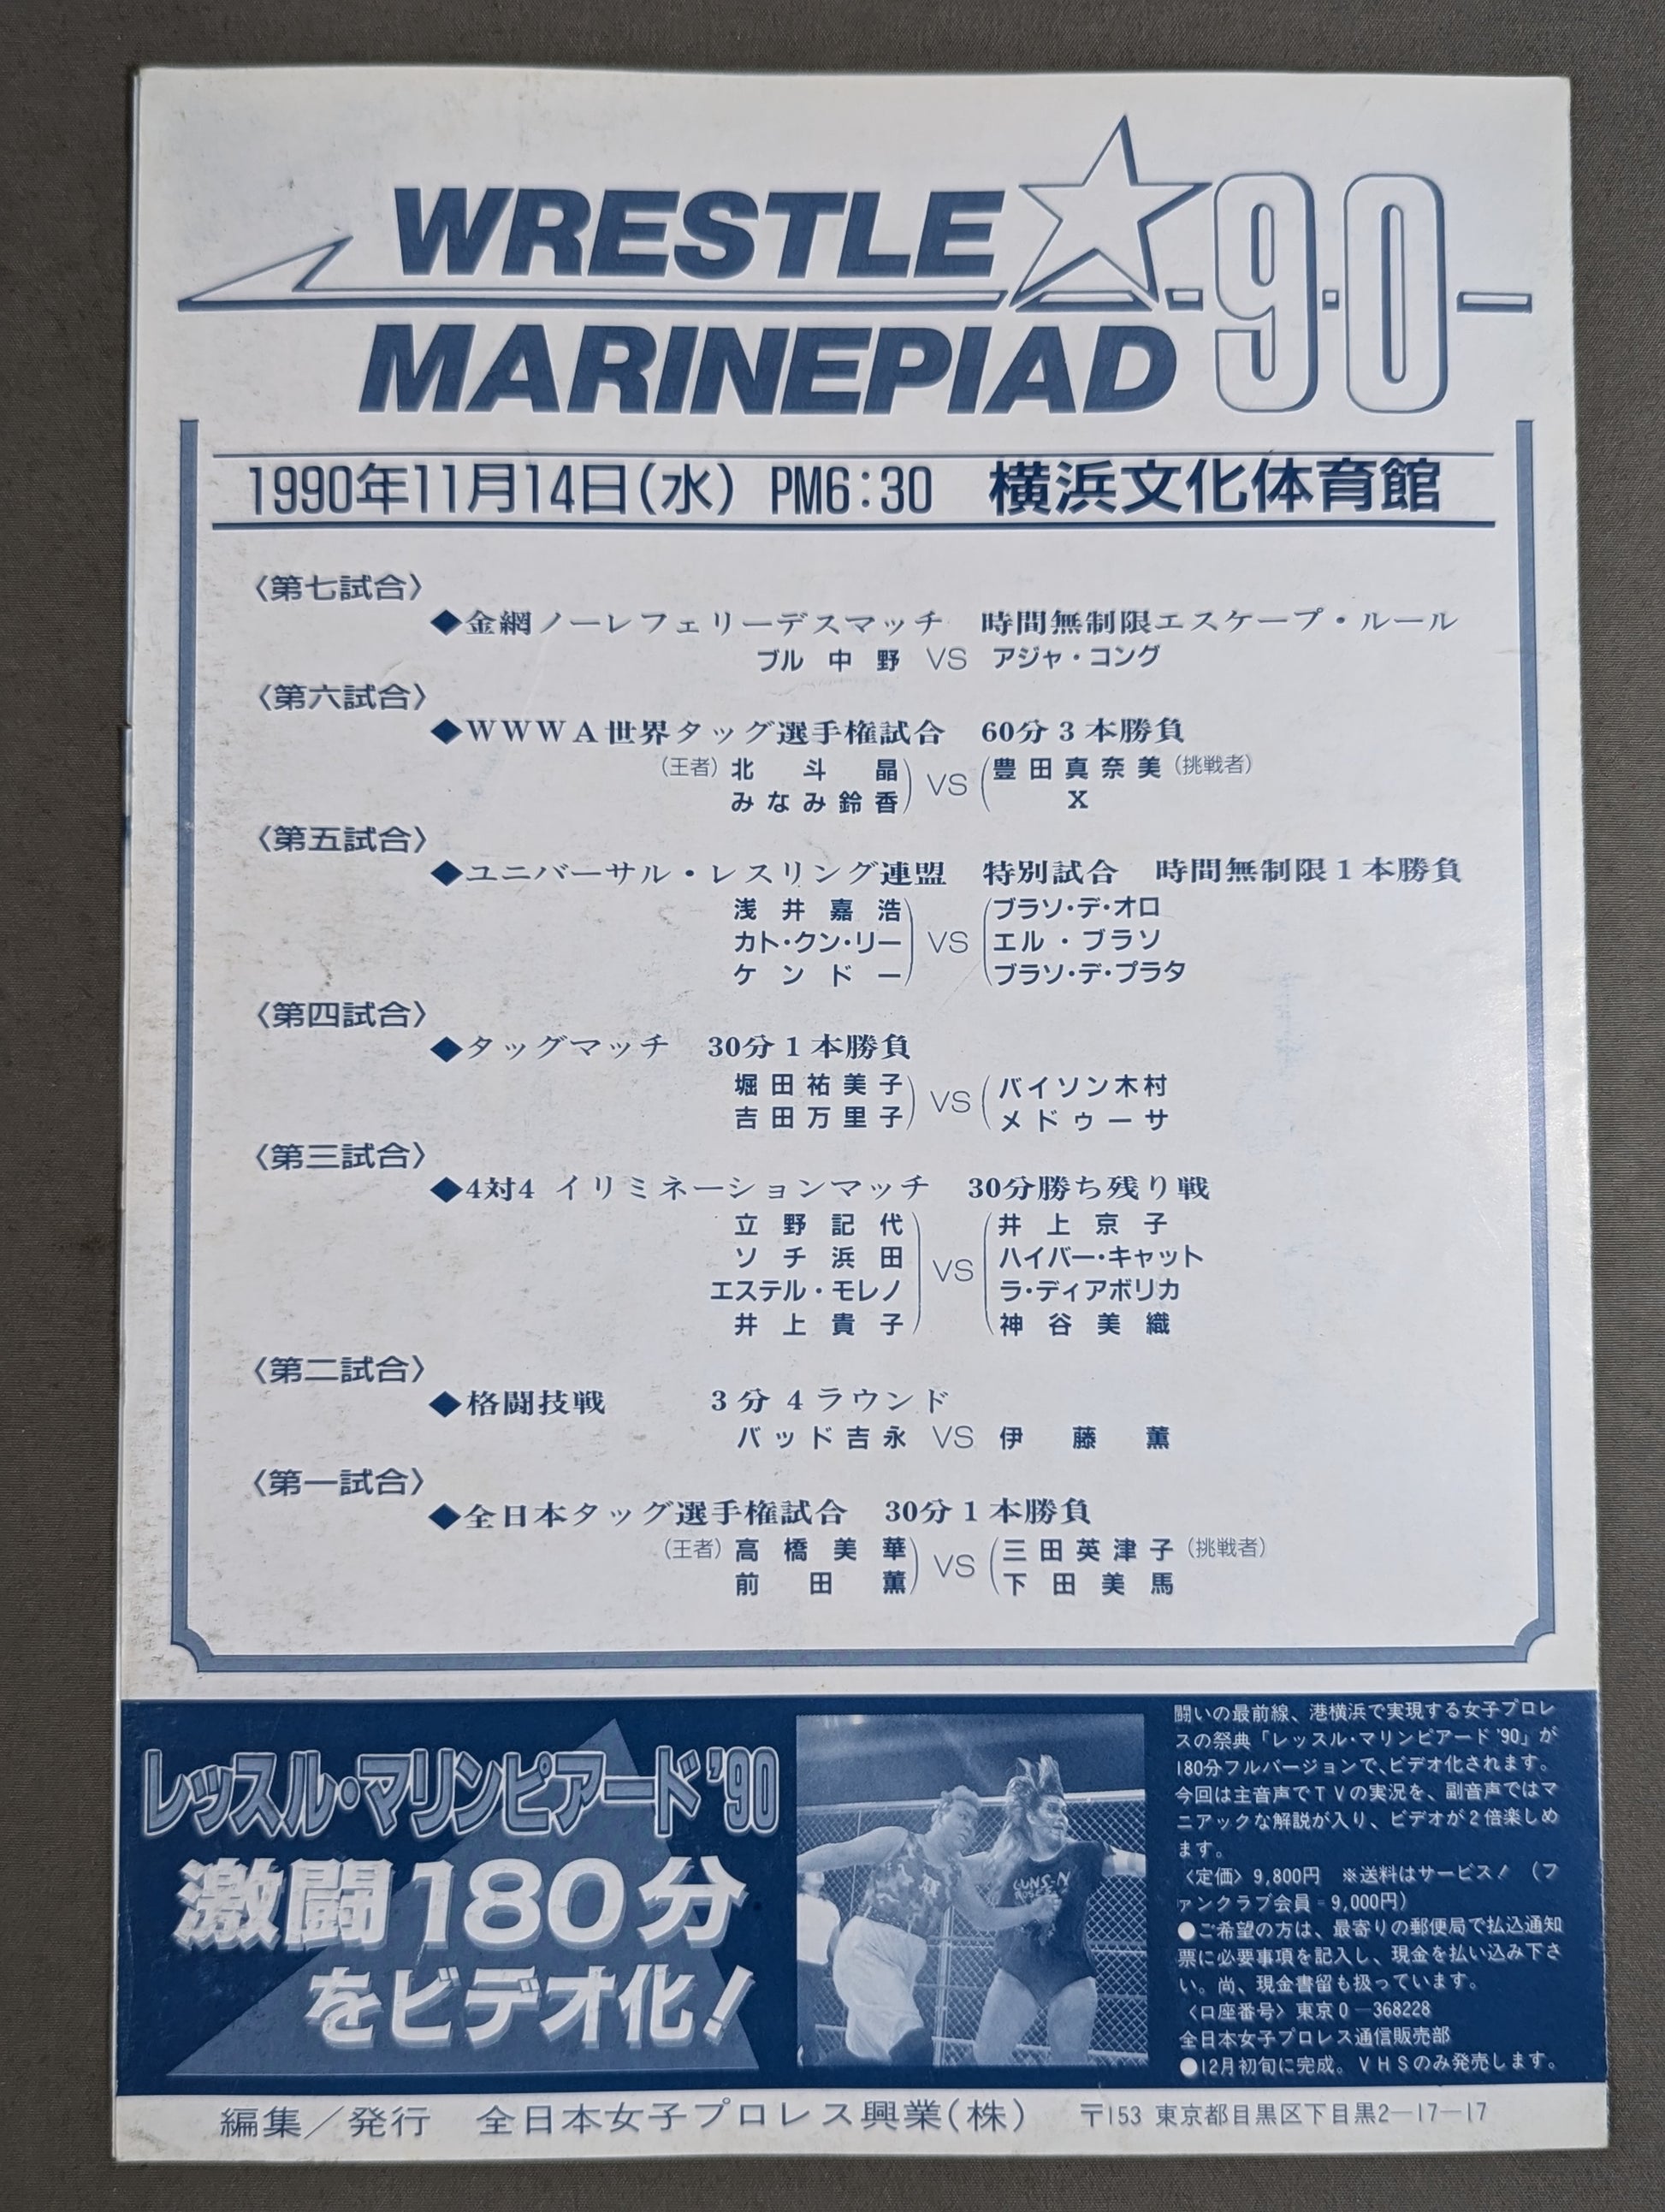 WRESTLE
MARINEPIAD
-9・0-
1990年11月14日(水) PM6:30 横浜文化体育館
〈第七試合〉
◆金網ノーレフェリーデスマッチ 時間無制限エスケープ・ルール
ブル中野 VS アジャ・コング
〈第六試合〉
◆WWWA世界タッグ選手権試合 60分3本勝負
(王者) 北斗晶 VS 豊田真奈美 (挑戦者)
みなみ鈴香 X
〈第五試合〉
◆ユニバーサル・レスリング連盟 特別試合 時間無制限1本勝負
浅井嘉浩 ブラソ・デ・オロ
カト・クン・リー VS エル・ブラソ
ケンドー ブラソ・デ・プラタ
〈第四試合〉
◆タッグマッチ 30分1本勝負
堀田祐美子 VS バイソン木村
吉田万里子 メドゥーサ
〈第三試合〉
◆4対4 イリミネーションマッチ 30分勝ち残り戦
立野記代 井上京子
ソチ浜田 VS ハイパー・キャット
エステル・モレノ ラ・ディアボリカ
井上貴子 神谷美織
〈第二試合〉
◆格闘技戦 3分4ラウンド
バッド吉永 VS 伊藤薫
〈第一試合〉
◆全日本タッグ選手権試合 30分1本勝負
(王者) 高橋美華 VS 三田英津子 (挑戦者)
前田薫 下田美馬
レッスル・マリンピアード'90
激闘180分
をビデオ化!
GUNS N
ROSES
闘いの最前線、港横浜で実現する女子プロレ
スの祭典「レッスル・マリンピアード'90」が
180分フルバージョンで、ビデオ化されます。
今回は主音声でTVの実況を、副音声ではマ
ニアックな解説が入り、ビデオが2倍楽しめ
ます。
〈定価〉9,800円 ※送料はサービス! (フ
ァンクラブ会員=9,000円)
●ご希望の方は、最寄りの郵便局で払込通知
票に必要事項を記入し、現金を払い込み下さ
い。尚、現金書留も扱っています。
〈口座番号〉東京0—368228
全日本女子プロレス通信販売部
●12月初旬に完成。VHSのみ発売します。
編集/発行 全日本女子プロレス興業(株) 〒153 東京都目黒区下目黒2—17—17